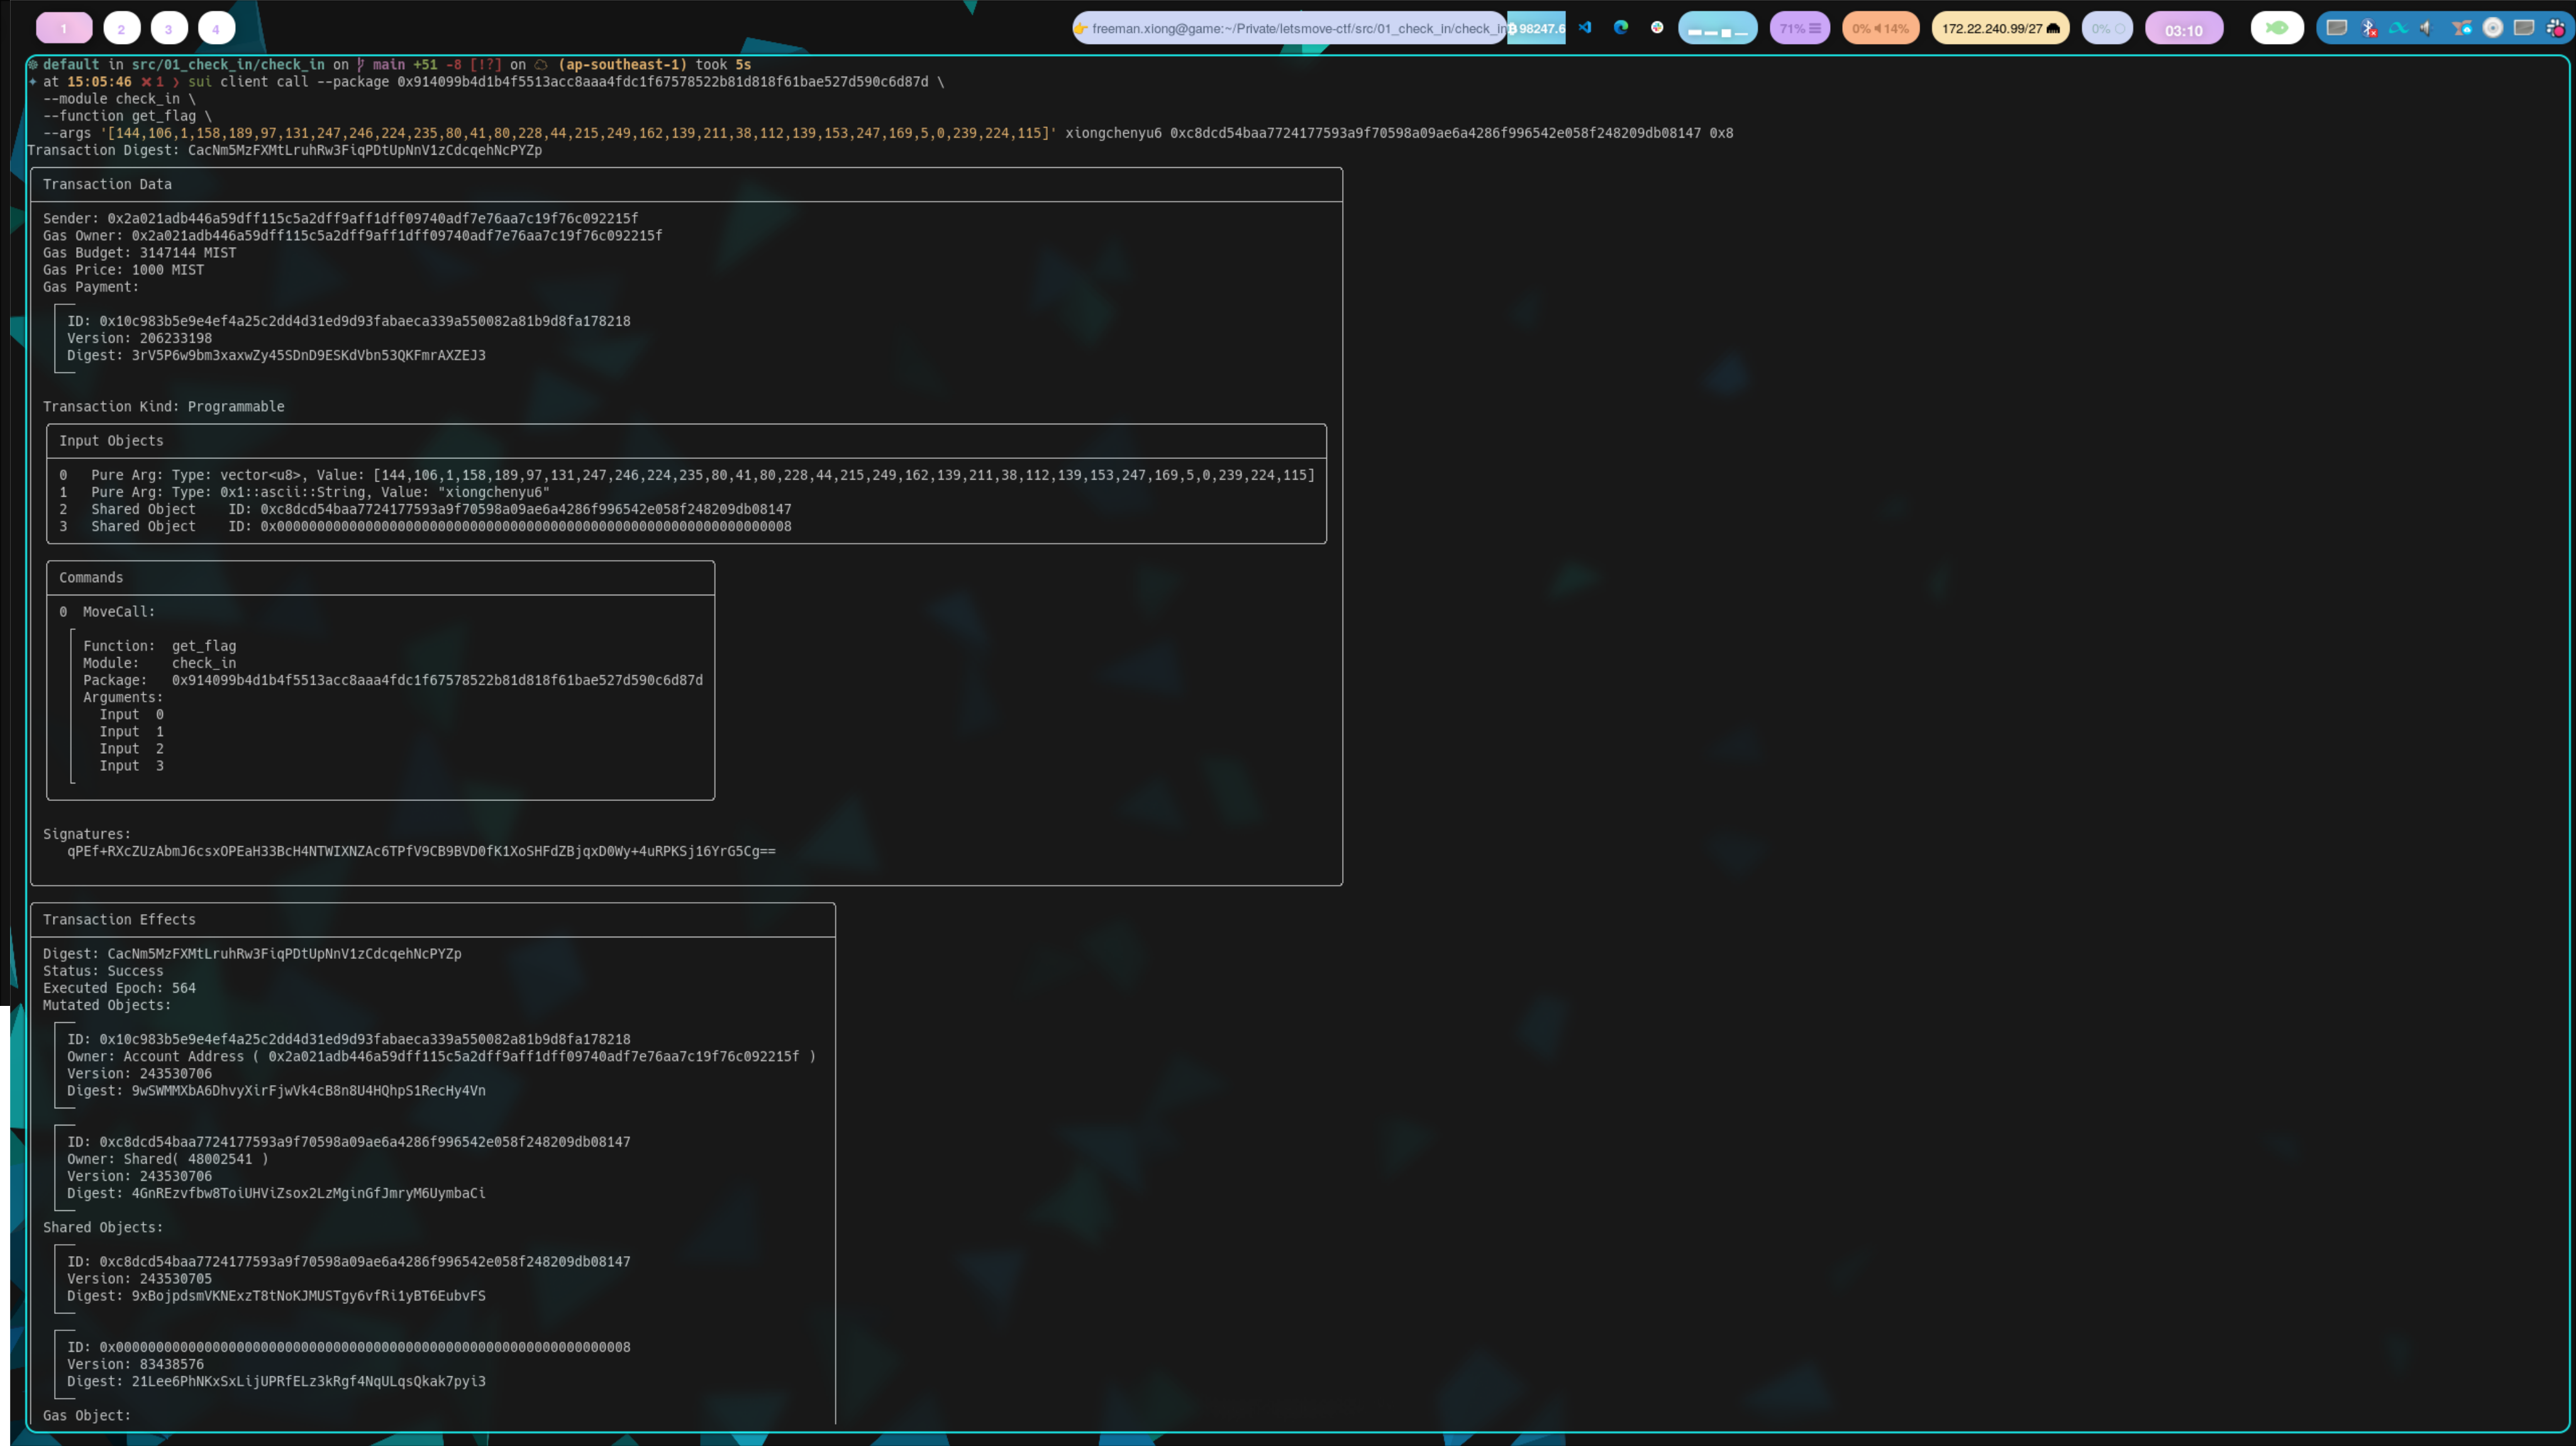 1 2 3 4 freeman.xiong@game:~/Private/letsmove-ctf/src/01_check_in/check_in 98247.6 71% 0% 14% 172.22.240.99/27 0% 03:10
default in src/01_check_in/check_in on main +51 -8 [!?] on (ap-southeast-1) took 5s
at 15:05:46 ✖1 ❯ sui client call --package 0x914099b4d1b4f5513acc8aaa4fdc1f67578522b81d818f61bae527d590c6d87d \
--module check_in \
--function get_flag \
--args '[144,106,1,158,189,97,131,247,246,224,235,80,41,80,228,44,215,249,162,139,211,38,112,139,153,247,169,5,0,239,224,115]' xiongchenyu6 0xc8dcd54baa7724177593a9f70598a09ae6a4286f996542e058f248209db08147 0x8
Transaction Digest: CacNm5MzFXMtLruhRw3FiqPDtUpNnV1zCdcqehNcPYZp
Transaction Data
Sender: 0x2a021adb446a59dff115c5a2dff9aff1dff09740adf7e76aa7c19f76c092215f
Gas Owner: 0x2a021adb446a59dff115c5a2dff9aff1dff09740adf7e76aa7c19f76c092215f
Gas Budget: 3147144 MIST
Gas Price: 1000 MIST
Gas Payment:
ID: 0x10c983b5e9e4ef4a25c2dd4d31ed9d93fabaeca339a550082a81b9d8fa178218
Version: 206233198
Digest: 3rV5P6w9bm3xaxwZy45SDnD9ESKdVbn53QKFmrAXZEJ3
Transaction Kind: Programmable
Input Objects
0 Pure Arg: Type: vector<u8>, Value: [144,106,1,158,189,97,131,247,246,224,235,80,41,80,228,44,215,249,162,139,211,38,112,139,153,247,169,5,0,239,224,115]
1 Pure Arg: Type: 0x1::ascii::String, Value: "xiongchenyu6"
2 Shared Object ID: 0xc8dcd54baa7724177593a9f70598a09ae6a4286f996542e058f248209db08147
3 Shared Object ID: 0x0000000000000000000000000000000000000000000000000000000000000008
Commands
0 MoveCall:
Function: get_flag
Module: check_in
Package: 0x914099b4d1b4f5513acc8aaa4fdc1f67578522b81d818f61bae527d590c6d87d
Arguments:
Input 0
Input 1
Input 2
Input 3
Signatures:
qPEf+RXcZUzAbmJ6csxOPEaH33BcH4NTWIXNZAc6TPfV9CB9BVD0fK1XoSHFdZBjqxD0Wy+4uRPKSj16YrG5Cg==
Transaction Effects
Digest: CacNm5MzFXMtLruhRw3FiqPDtUpNnV1zCdcqehNcPYZp
Status: Success
Executed Epoch: 564
Mutated Objects:
ID: 0x10c983b5e9e4ef4a25c2dd4d31ed9d93fabaeca339a550082a81b9d8fa178218
Owner: Account Address ( 0x2a021adb446a59dff115c5a2dff9aff1dff09740adf7e76aa7c19f76c092215f )
Version: 243530706
Digest: 9wSWMMXbA6DhvyXirFjwVk4cB8n8U4HQhpS1RecHy4Vn
ID: 0xc8dcd54baa7724177593a9f70598a09ae6a4286f996542e058f248209db08147
Owner: Shared( 48002541 )
Version: 243530706
Digest: 4GnREzvfbw8ToiUHViZsox2LzMginGfJmryM6UymbaCi
Shared Objects:
ID: 0xc8dcd54baa7724177593a9f70598a09ae6a4286f996542e058f248209db08147
Version: 243530705
Digest: 9xBojpdsmVKNExzT8tNoKJMUSTgy6vfRi1yBT6EubvFS
ID: 0x0000000000000000000000000000000000000000000000000000000000000008
Version: 83438576
Digest: 21Lee6PhNKxSxLijUPRfELz3kRgf4NqULqsQkak7pyi3
Gas Object: